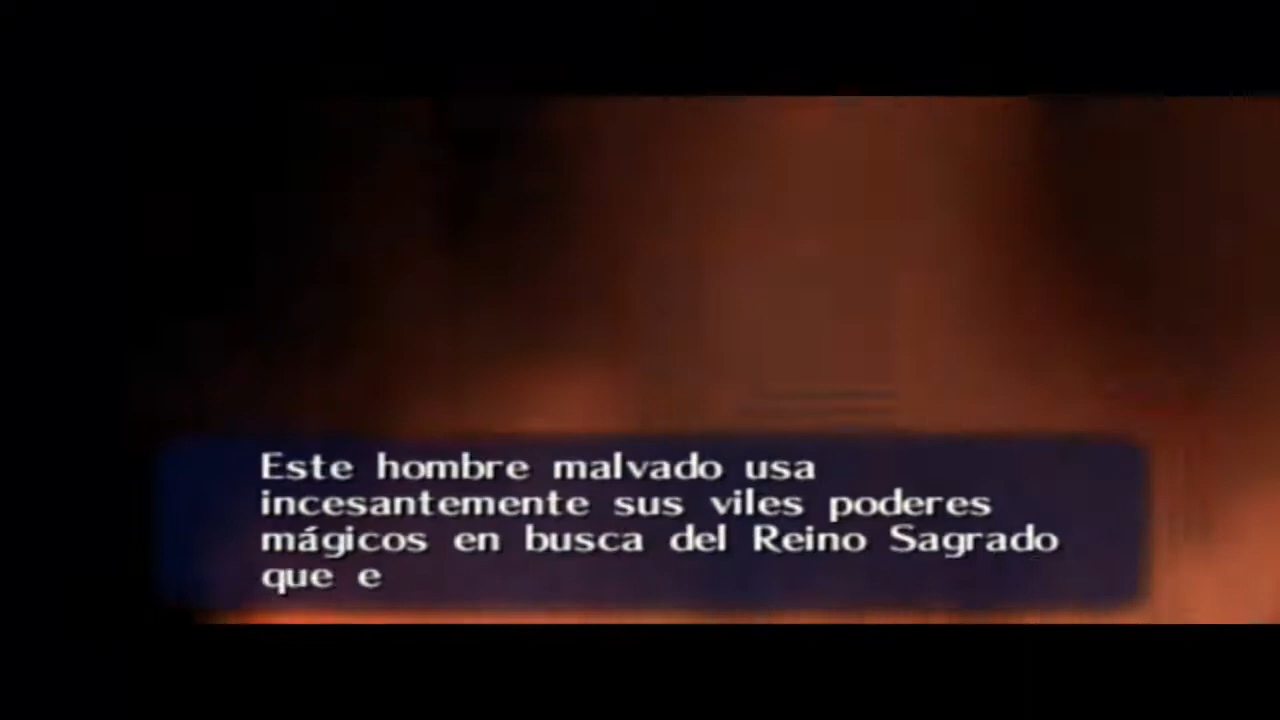 Este hombre malvado usa
incesantemente sus viles poderes
mágicos en busca del Reino Sagrado
que e